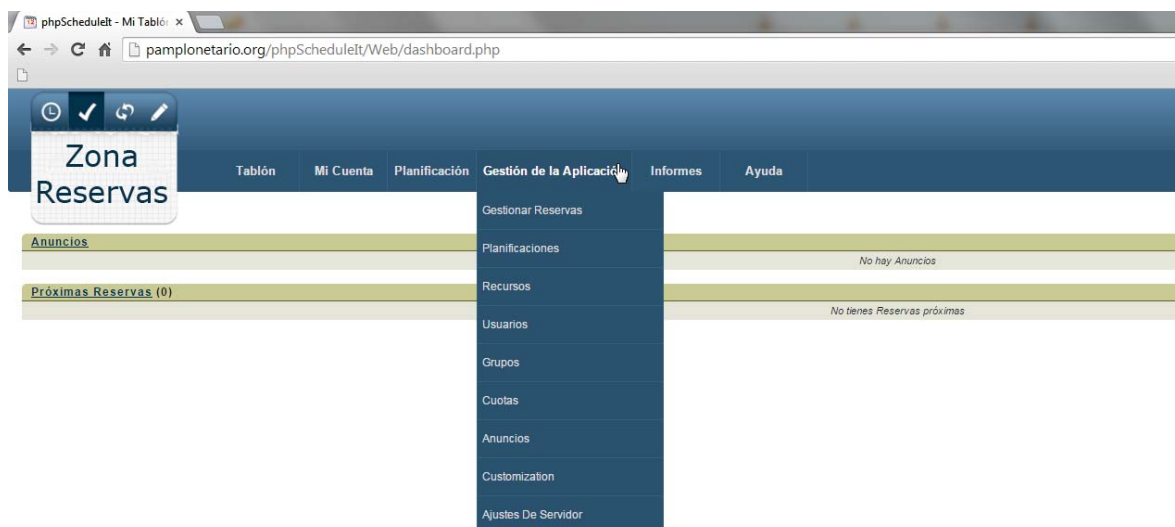 phpScheduleIt - Mi Tablór
pamplonetario.org/phpScheduleIt/Web/dashboard.php
Zona
Reservas
Tablón Mi Cuenta Planificación Gestión de la Aplicación Informes Ayuda
Gestionar Reservas
Anuncios
Planificaciones
No hay Anuncios
Recursos
Próximas Reservas (0)
No tienes Reservas próximas
Usuarios
Grupos
Cuotas
Anuncios
Customization
Ajustes De Servidor